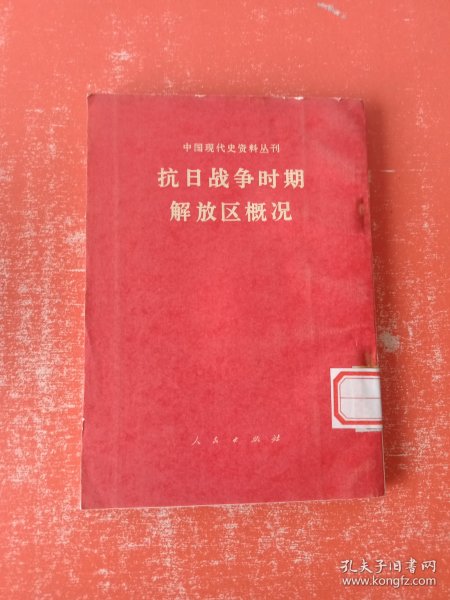 中国现代史资料丛刊
抗日战争时期
解放区概况
人民出版社
孔夫子旧书网
www.kongfz.com